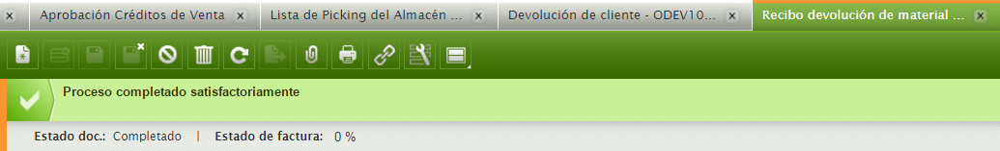 Aprobación Créditos de Venta
Lista de Picking del Almacén ...
Devolución de cliente - ODEV10...
Recibo devolución de material ...
Proceso completado satisfactoriamente
Estado doc.: Completado | Estado de factura: 0 %